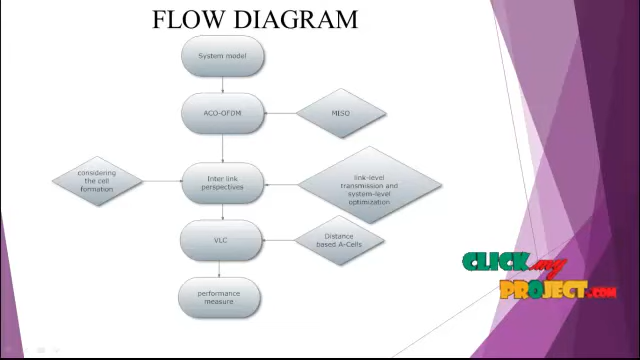 FLOW DIAGRAM
System model
ACO-OFDM
MISO
considering
the cell
formation
Inter link
perspectives
link-level
transmission and
system-level
optimization
VLC
Distance
based A-Cells
performance
measure
CLICK my
PROJECT.COM